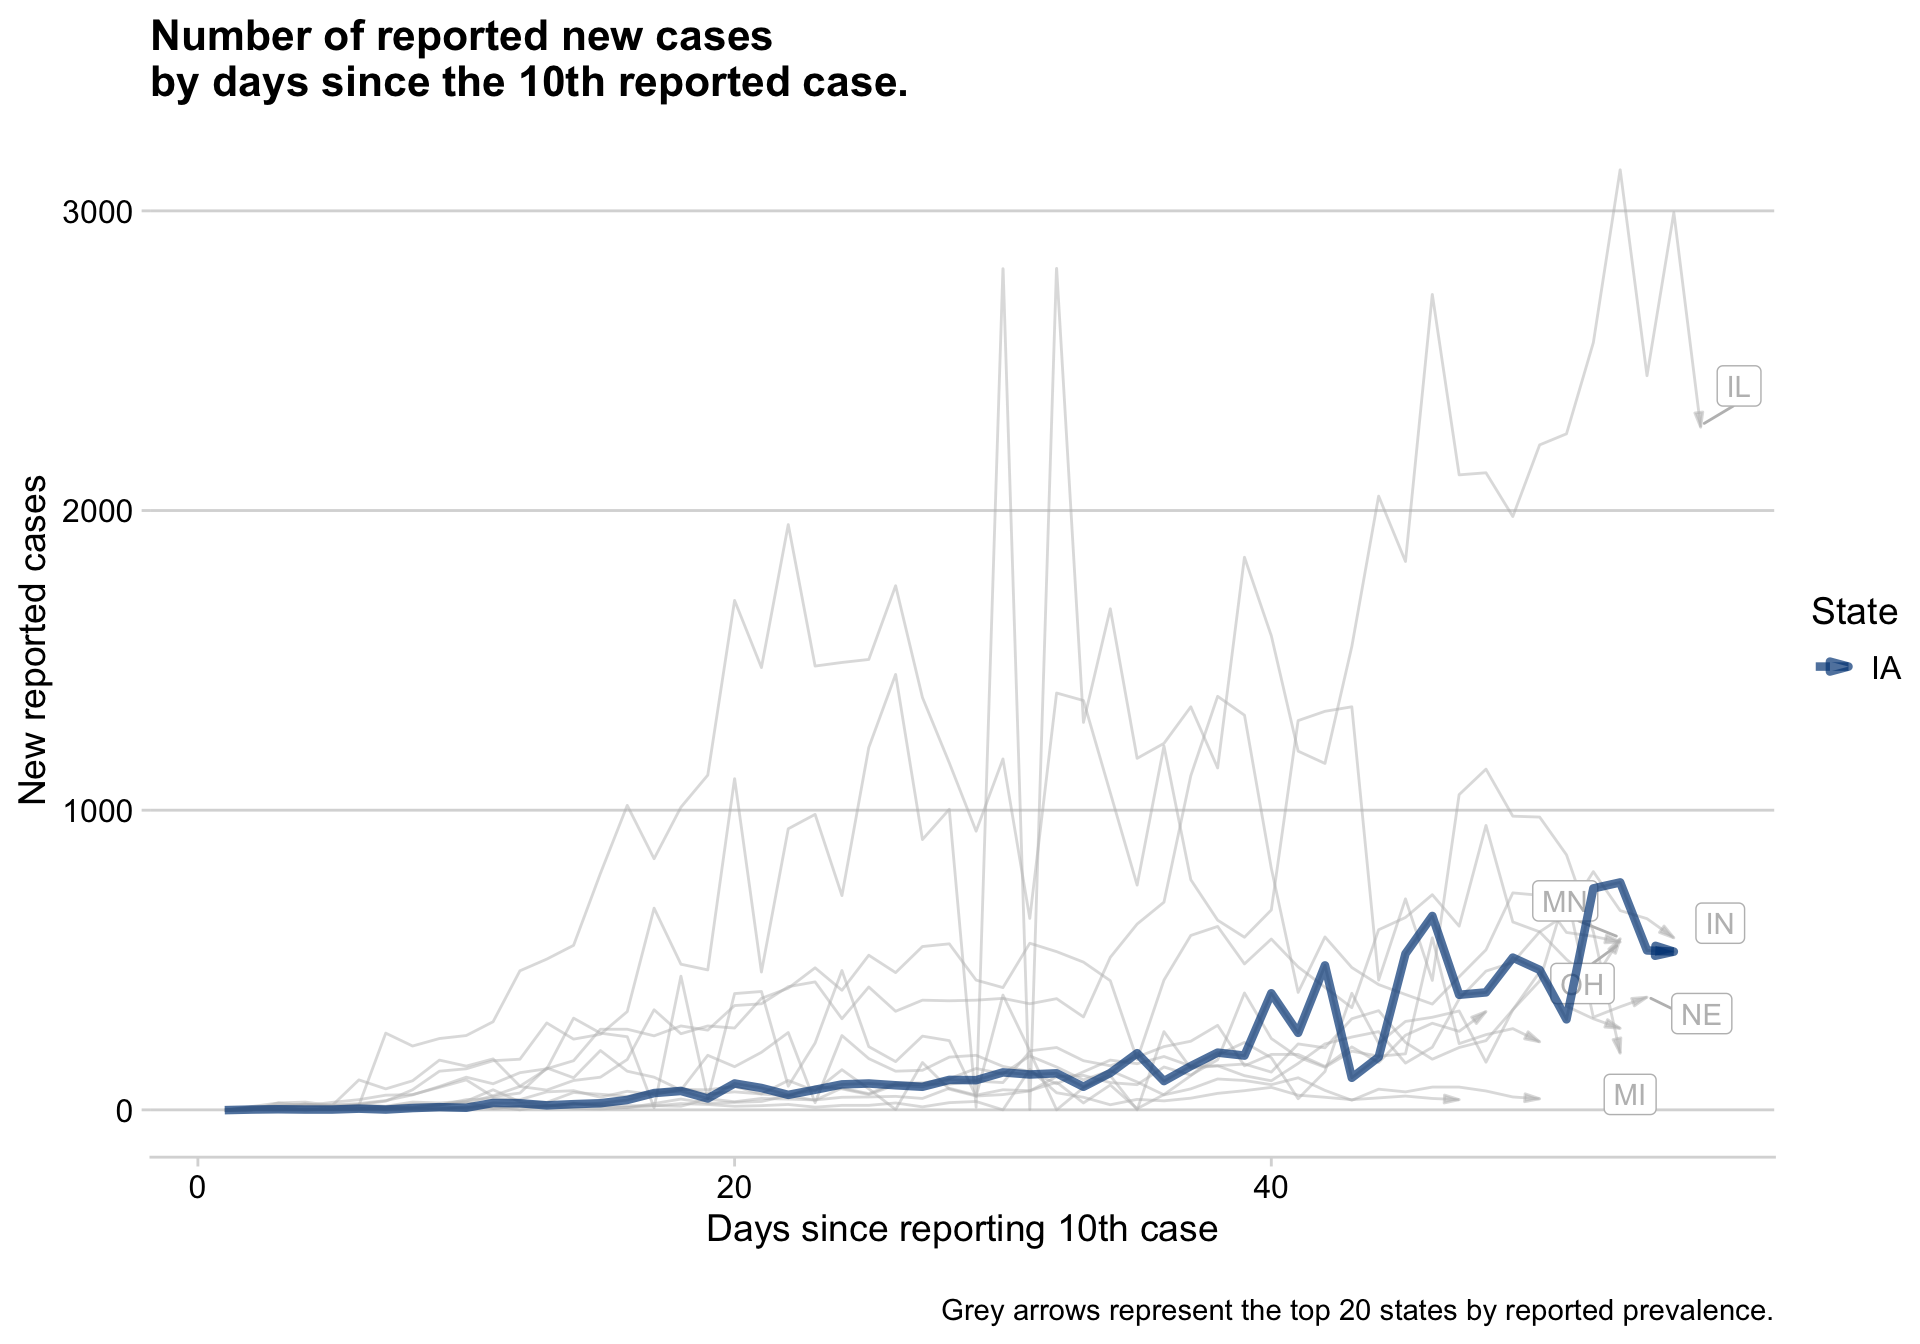 Number of reported new cases
by days since the 10th reported case.
New reported cases
3000
2000
1000
0
IL
MN
IN
OH
NE
MI
State
IA
0
20
40
Days since reporting 10th case
Grey arrows represent the top 20 states by reported prevalence.